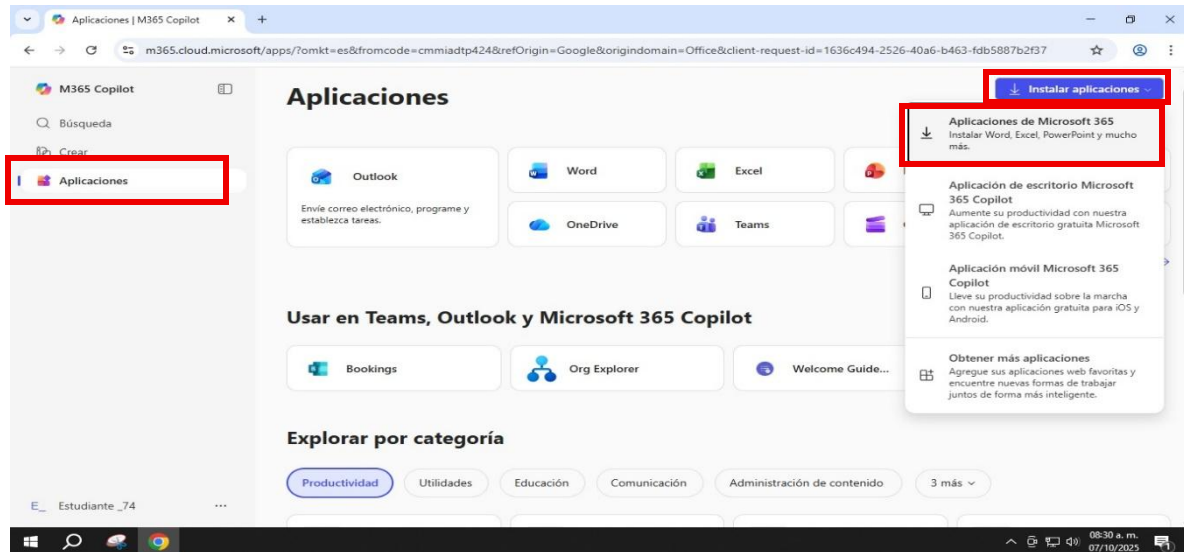 Aplicaciones | M365 Copilot
m365.cloud.microsoft/apps/?omkt=es&fromcode=cmmiadtp424&refOrigin=Google&origindomain=Office&client-request-id=1636c494-2526-40a6-b463-fdb5887b2f37
M365 Copilot
Búsqueda
Crear
Aplicaciones
Aplicaciones
Instalar aplicaciones
Aplicaciones de Microsoft 365
Instalar Word, Excel, PowerPoint y mucho
más.
Aplicación de escritorio Microsoft
365 Copilot
Aumente su productividad con nuestra
aplicación de escritorio gratuita Microsoft
365 Copilot.
Aplicación móvil Microsoft 365
Copilot
Lleve su productividad sobre la marcha
con nuestra aplicación gratuita para iOS y
Android.
Obtener más aplicaciones
Agregue sus aplicaciones web favoritas y
encuentre nuevas formas de trabajar
juntos de forma más inteligente.
Outlook
Envíe correo electrónico, programe y
establezca tareas.
Word
Excel
OneDrive
Teams
Usar en Teams, Outlook y Microsoft 365 Copilot
Bookings
Org Explorer
Welcome Guide...
Explorar por categoría
Productividad
Utilidades
Educación
Comunicación
Administración de contenido
3 más
E_ Estudiante _74
08:30 a. m.
07/10/2025